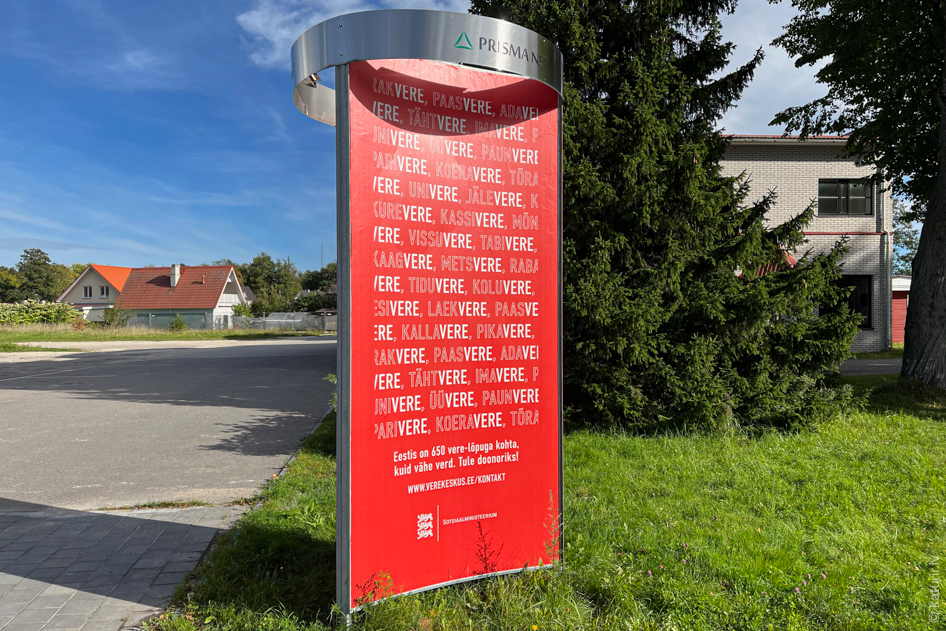 PRISMAN
RAKVERE, PAASVERE, ADAVE
VERE, TÄHTVERE, IMAVERE, P
UNIVERE, ÜÜVERE, PAUNVERE
PARIVERE, KOERAVERE, TÕRA
VERE, UNIVERE, JÄLEVERE, K
KUREVERE, KASSIVERE, MÕN
VERE, VISSUVERE, TABIVERE,
KAAGVERE, METSVERE, RABA
VERE, TIDUVERE, KOLUVERE,
ESIVERE, LAEKVERE, PAASVE
ERE, KALLAVERE, PIKAVERE,
RAKVERE, PAASVERE, ADAVE
VERE, TÄHTVERE, IMAVERE, P
UNIVERE, ÜÜVERE, PAUNVERE
PARIVERE, KOERAVERE, TÕRA
Eestis on 650 vere-lõpuga kohta,
kuid vähe verd. Tule doonoriks!
WWW.VEREKESKUS.EE/KONTAKT
SOTSIAALMINISTEERIUM